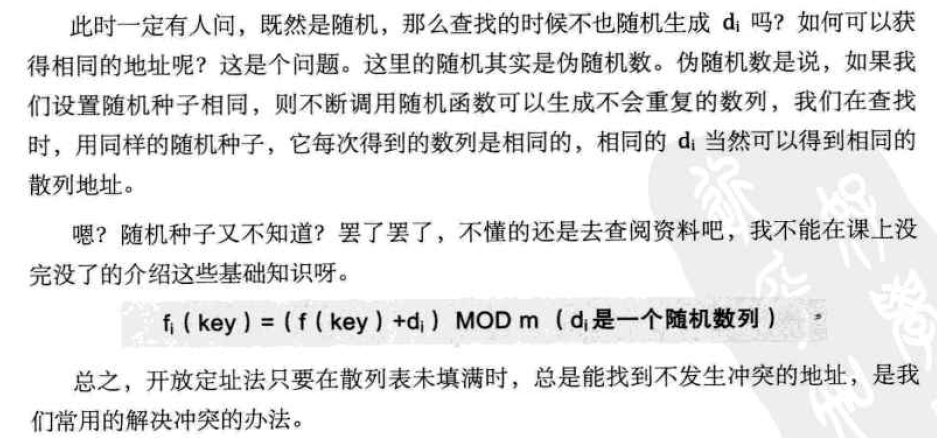 此时一定有人问，既然是随机，那么查找的时候不也随机生成 di 吗？如何可以获
得相同的地址呢？这是个问题。这里的随机其实是伪随机数。伪随机数是说，如果我
们设置随机种子相同，则不断调用随机函数可以生成不会重复的数列，我们在查找
时，用同样的随机种子，它每次得到的数列是相同的，相同的 di 当然可以得到相同的
散列地址。
嗯？随机种子又不知道？罢了罢了，不懂的还是去查阅资料吧，我不能在课上没
完没了的介绍这些基础知识呀。
fi（key）=（f（key）+di） MOD m（di是一个随机数列）
总之，开放定址法只要在散列表未填满时，总是能找到不发生冲突的地址，是我
们常用的解决冲突的办法。